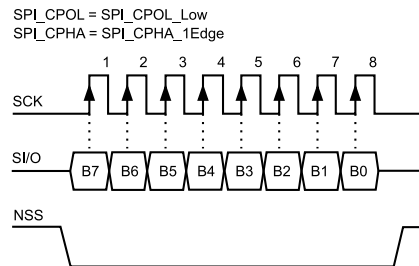 SPI_CPOL = SPI_CPOL_Low
SPI_CPHA = SPI_CPHA_1Edge
1 2 3 4 5 6 7 8
SCK
SI/O B7 B6 B5 B4 B3 B2 B1 B0
NSS